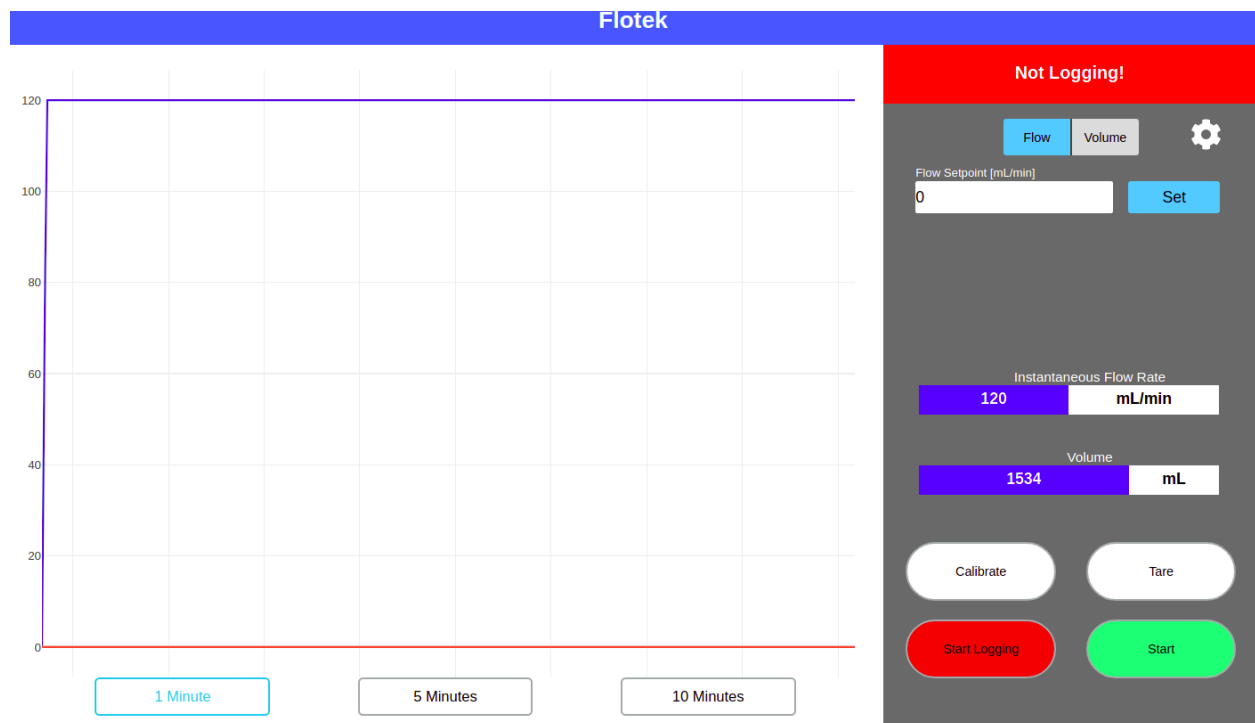 Flotek
Not Logging!
Flow Volume
Flow Setpoint [mL/min]
0 Set
Instantaneous Flow Rate
120 mL/min
Volume
1534 mL
Calibrate Tare
Start Logging Start
120
100
80
60
40
20
0
1 Minute 5 Minutes 10 Minutes